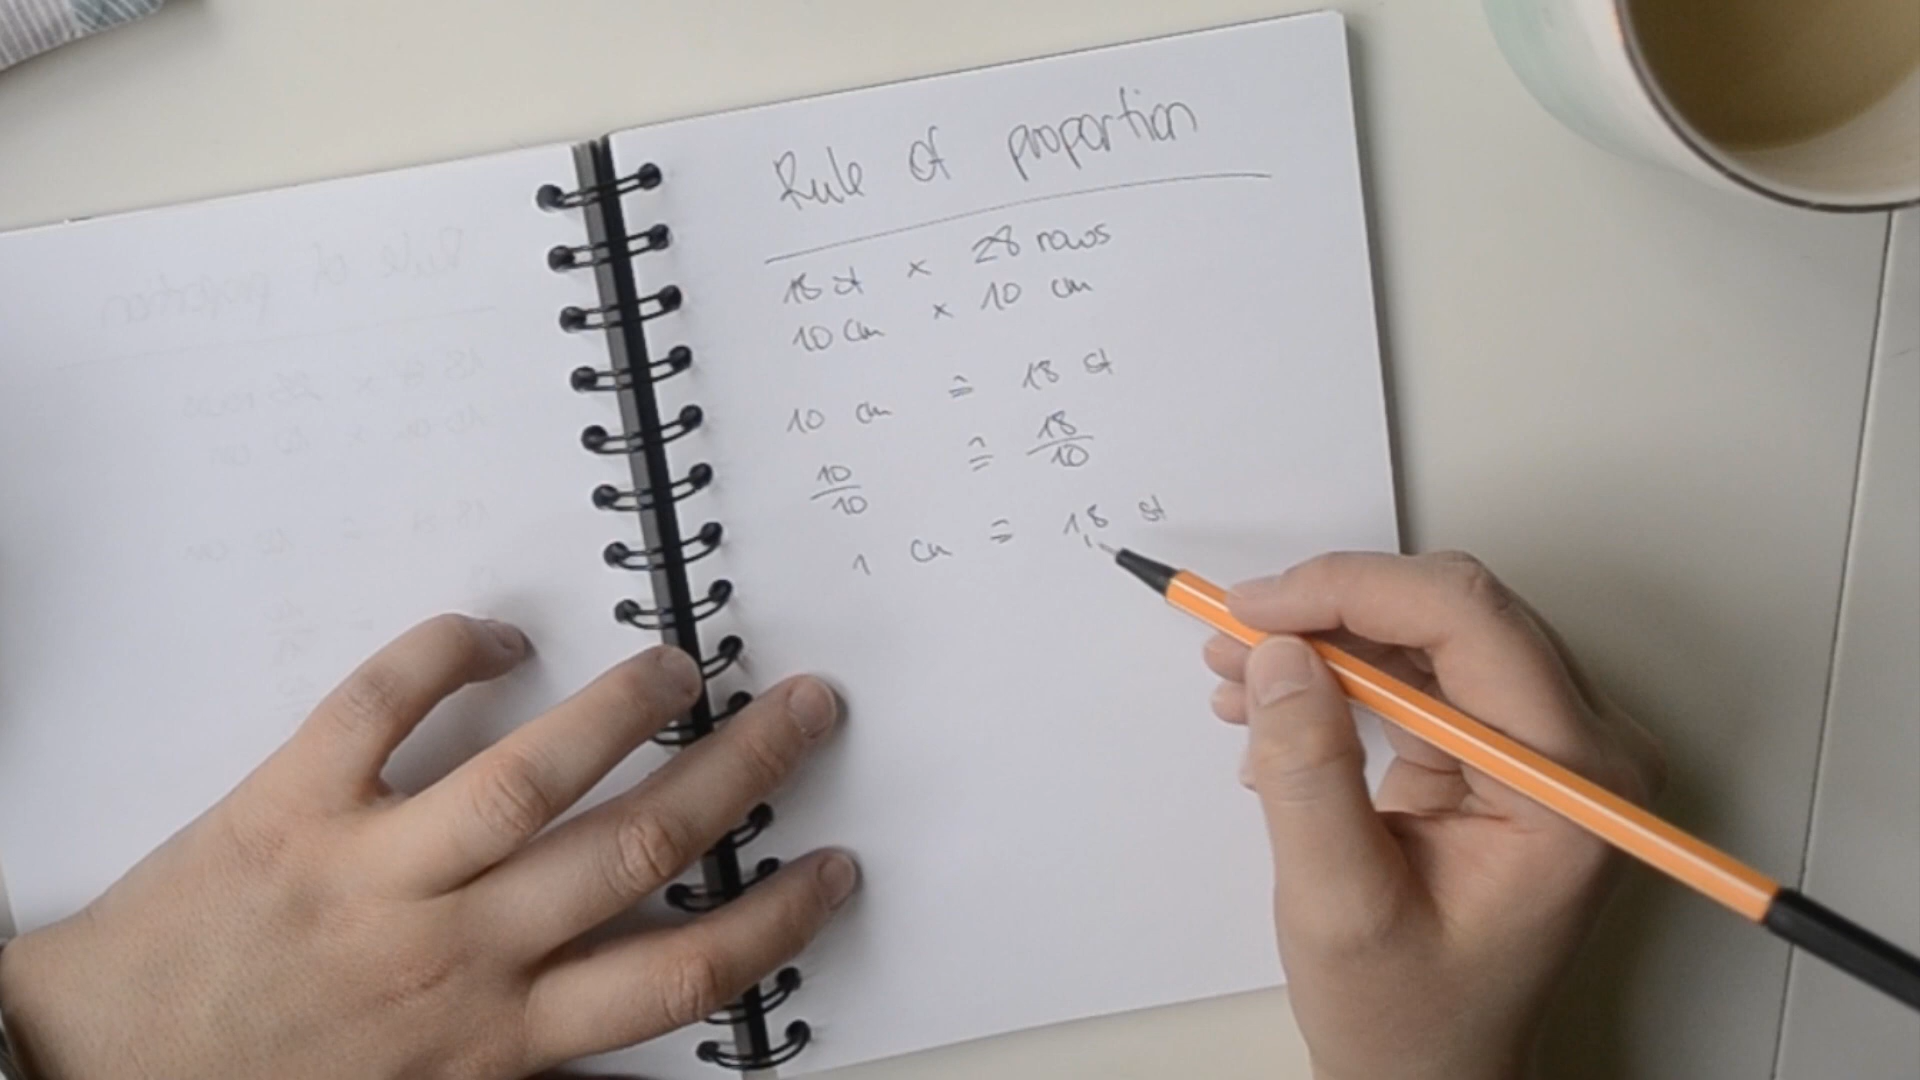 Rule of proportion
18 st × 28 rows
10 cm × 10 cm
10 cm ≙ 18 st
10/10 ≙ 18/10
1 cm ≙ 1,8 st